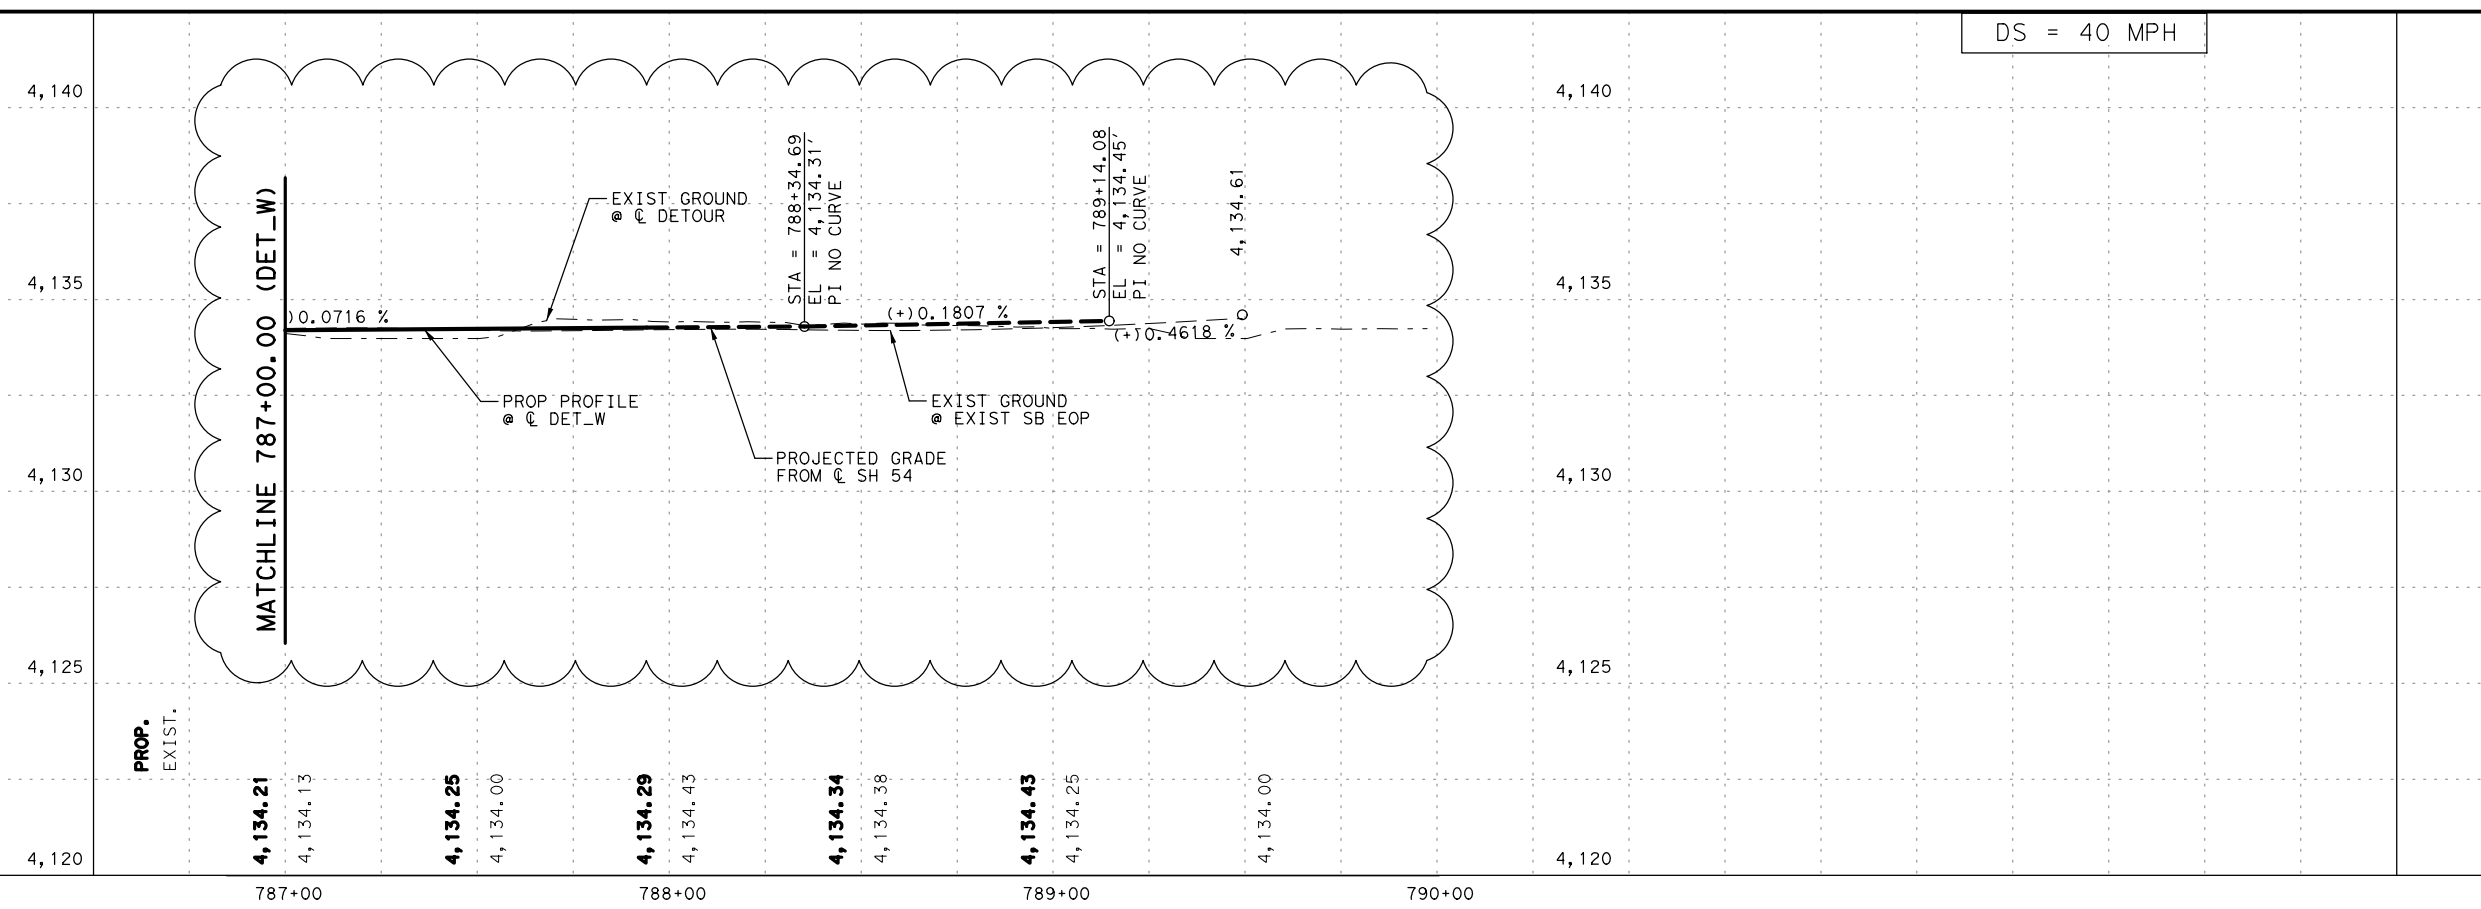 DS = 40 MPH
4,140
4,135
4,130
4,125
4,120
4,140
4,135
4,130
4,125
4,120
MATCHLINE 787+00.00 (DET_W)
)0.0716 %
EXIST GROUND
@ ℄ DETOUR
STA = 788+34.69
EL = 4,134.31'
PI NO CURVE
(+)0.1807 %
STA = 789+14.08
EL = 4,134.45'
PI NO CURVE
4,134.61
(+)0.4618 %
PROP PROFILE
@ ℄ DET_W
PROJECTED GRADE
FROM ℄ SH 54
EXIST GROUND
@ EXIST SB EOP
PROP.
EXIST.
4,134.21
4,134.13
4,134.25
4,134.00
4,134.29
4,134.43
4,134.34
4,134.38
4,134.43
4,134.25
4,134.00
787+00
788+00
789+00
790+00